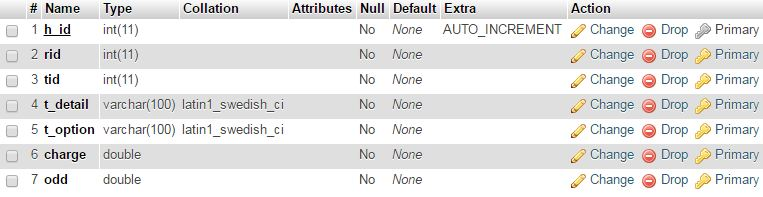 # Name Type Collation Attributes Null Default Extra Action
1 h_id int(11) No None AUTO_INCREMENT Change Drop Primary
2 rid int(11) No None Change Drop Primary
3 tid int(11) No None Change Drop Primary
4 t_detail varchar(100) latin1_swedish_ci No None Change Drop Primary
5 t_option varchar(100) latin1_swedish_ci No None Change Drop Primary
6 charge double No None Change Drop Primary
7 odd double No None Change Drop Primary